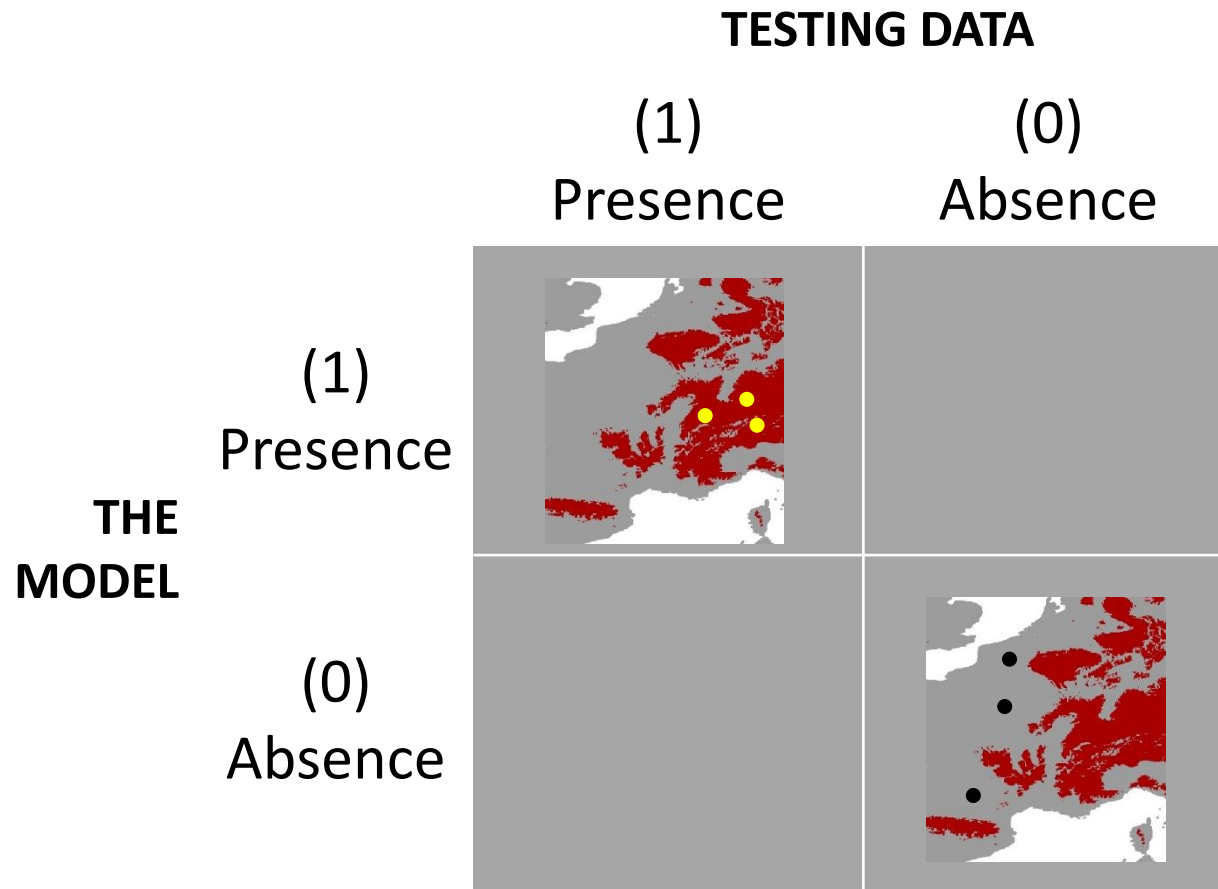 TESTING DATA
(1)
Presence
(0)
Absence
(1)
Presence
THE
MODEL
(0)
Absence